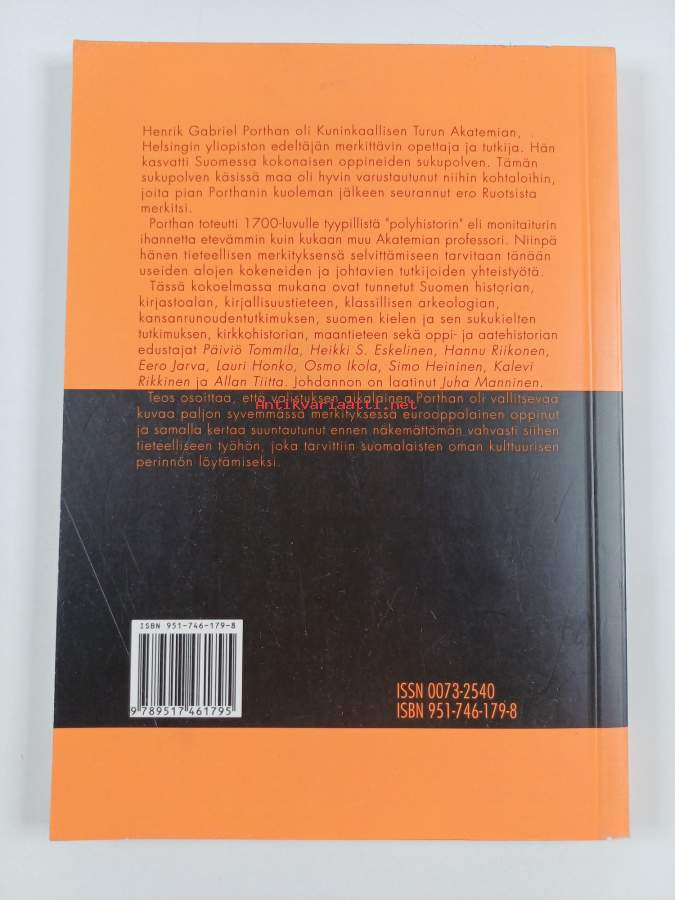 Henrik Gabriel Porthan oli Kuninkaallisen Turun Akatemian,
Helsingin yliopiston edeltäjän merkittävin opettaja ja tutkija. Hän
kasvatti Suomessa kokonaisen oppineiden sukupolven. Tämän
sukupolven käsissä maa oli hyvin varustautunut niihin kohtaloihin,
joita pian Porthanin kuoleman jälkeen seurannut ero Ruotsista
merkitsi.
Porthan toteutti 1700-luvulle tyypillistä "polyhistorin" eli monitaiturin
ihannetta etevämmin kuin kukaan muu Akatemian professori. Niinpä
hänen tieteellisen merkityksensä selvittämiseen tarvitaan tänään
useiden alojen kokeneiden ja johtavien tutkijoiden yhteistyötä.
Tässä kokoelmassa mukana ovat tunnetut Suomen historian,
kirjastoalan, kirjallisuustieteen, klassillisen arkeologian,
kansanrunoudentutkimuksen, suomen kielen ja sen sukukielten
tutkimuksen, kirkkohistorian, maantieteen sekä oppi- ja aatehistorian
edustajat Päiviö Tommila, Heikki S. Eskelinen, Hannu Riikonen,
Eero Jarva, Lauri Honko, Osmo Ikola, Simo Heininen, Kalevi
Rikkinen ja Allan Tiitta. Johdannon on laatinut Juha Manninen.
Teos osoittaa, että valistuksen aikalainen Porthan oli vallitsevaa
Antikvariaatti.net
kuvaa paljon syvemmässä merkityksessä eurooppalainen oppinut
ja samalla kertaa suuntautunut ennen näkemättömän vahvasti siihen
tieteelliseen työhön, joka tarvittiin suomalaisten oman kulttuurisen
perinnön löytämiseksi.
ISBN 951-746-179-8
9 789517 461795
ISSN 0073-2540
ISBN 951-746-179-8